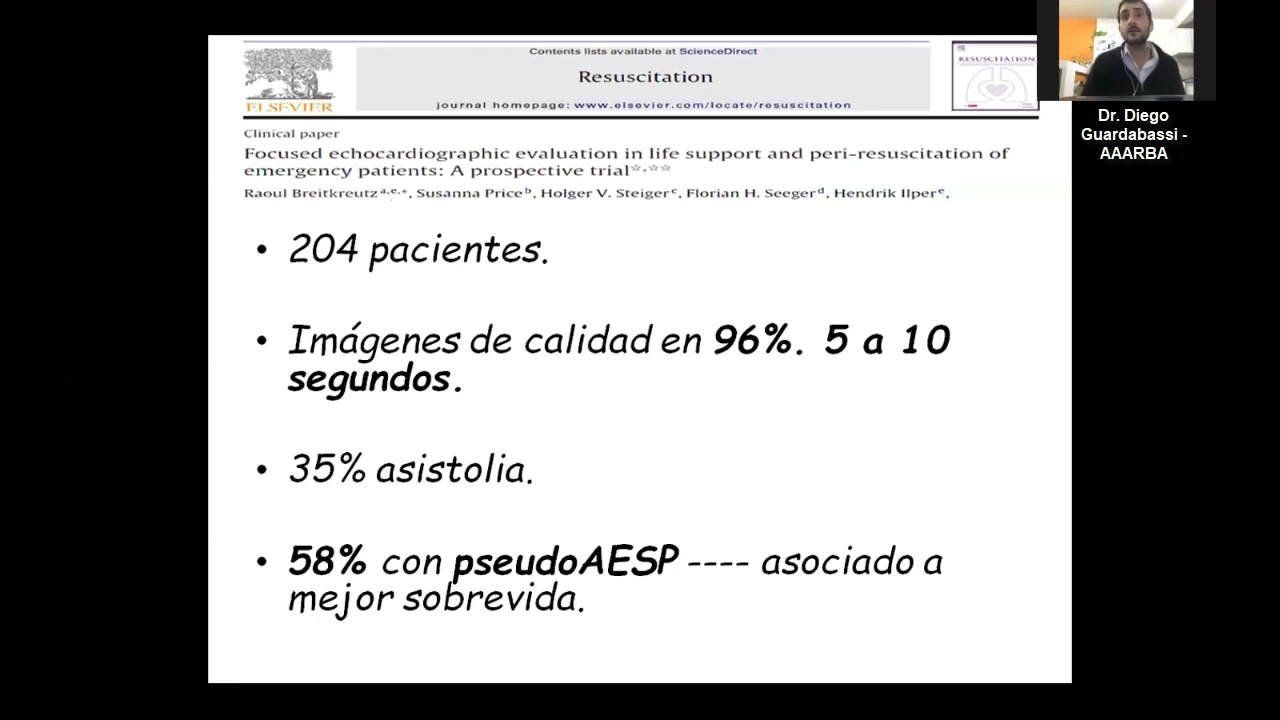 Contents lists available at ScienceDirect
Resuscitation
journal homepage: www.elsevier.com/locate/resuscitation
ELSEVIER
RESUSCITATION
Clinical paper
Focused echocardiographic evaluation in life support and peri-resuscitation of
emergency patients: A prospective trial☆,☆☆
Raoul Breitkreutz a,e,*, Susanna Price b, Holger V. Steiger c, Florian H. Seeger d, Hendrik Ilper e,
• 204 pacientes.
• Imágenes de calidad en 96%. 5 a 10
segundos.
• 35% asistolia.
• 58% con pseudoAESP ---- asociado a
mejor sobrevida.
Dr. Diego
Guardabassi -
AAARBA